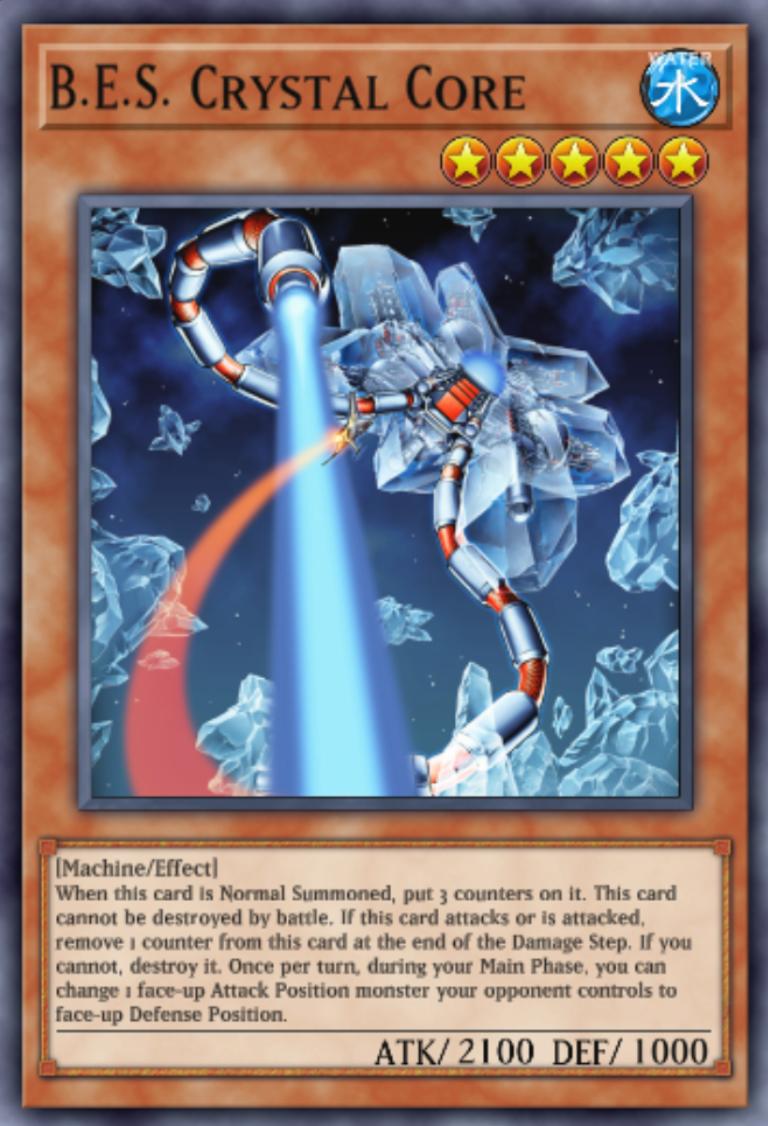 B.E.S. Crystal Core
WATER
水
[Machine/Effect]
When this card is Normal Summoned, put 3 counters on it. This card
cannot be destroyed by battle. If this card attacks or is attacked,
remove 1 counter from this card at the end of the Damage Step. If you
cannot, destroy it. Once per turn, during your Main Phase, you can
change 1 face-up Attack Position monster your opponent controls to
face-up Defense Position.
ATK/ 2100 DEF/ 1000